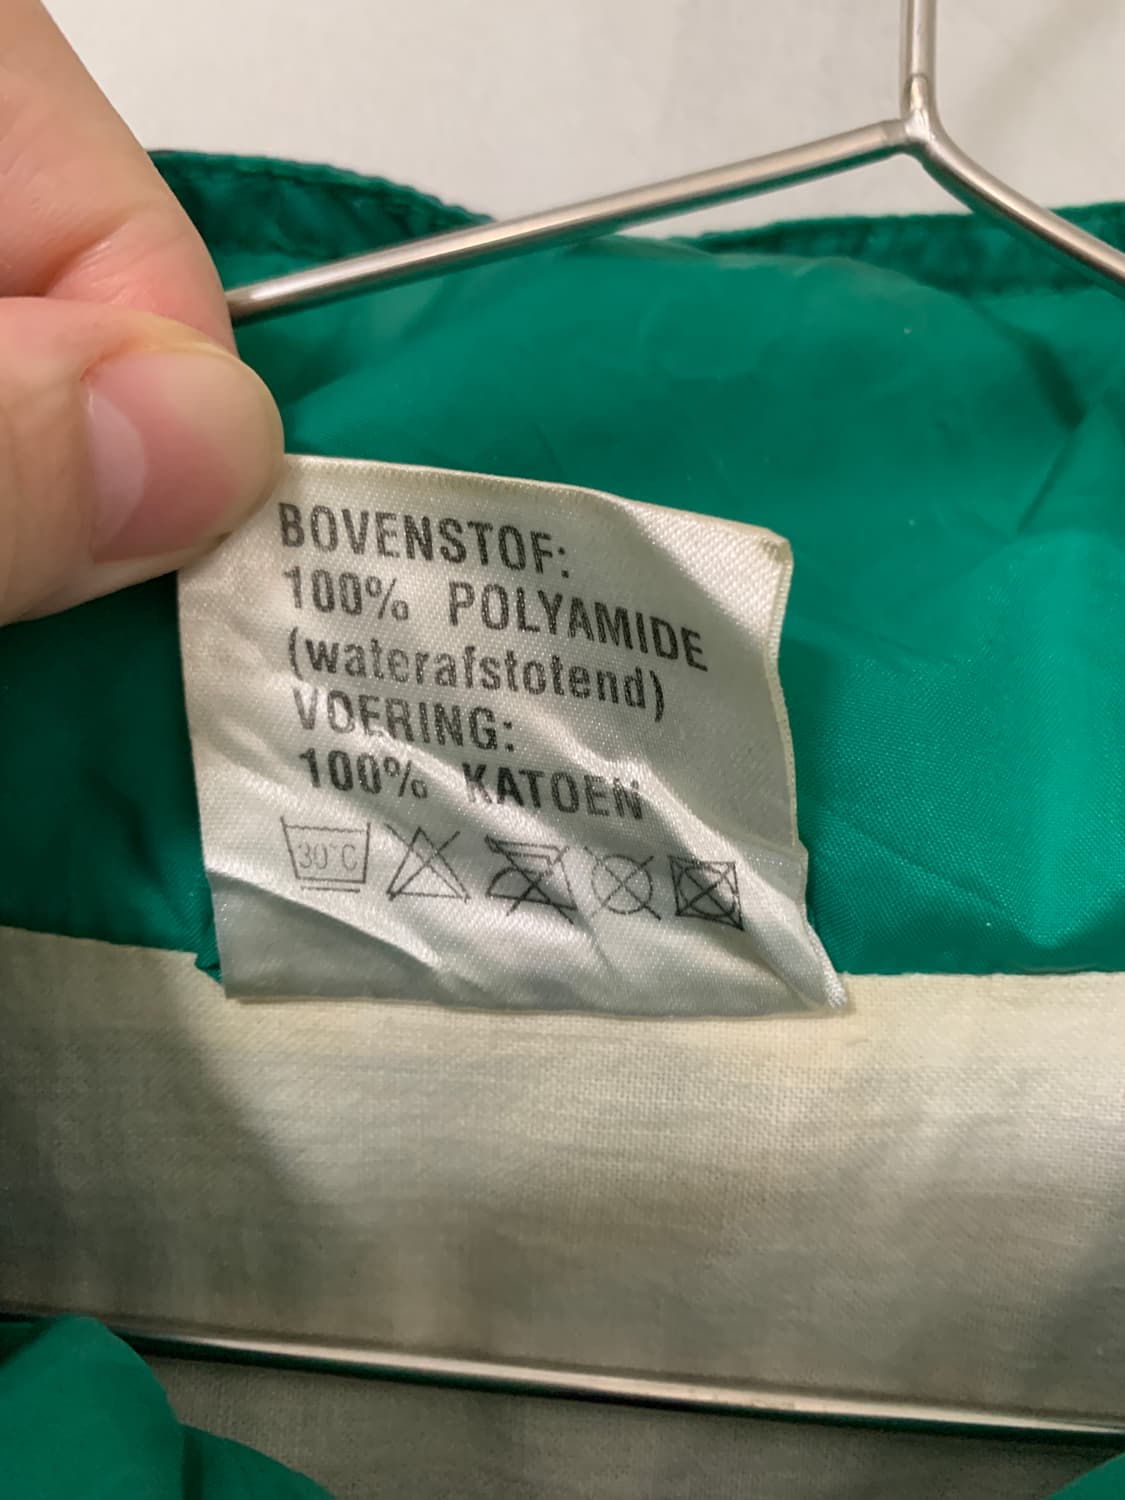 BOVENSTOF:
100% POLYAMIDE
(waterafstotend)
VOERING:
100% KATOEN
30°C